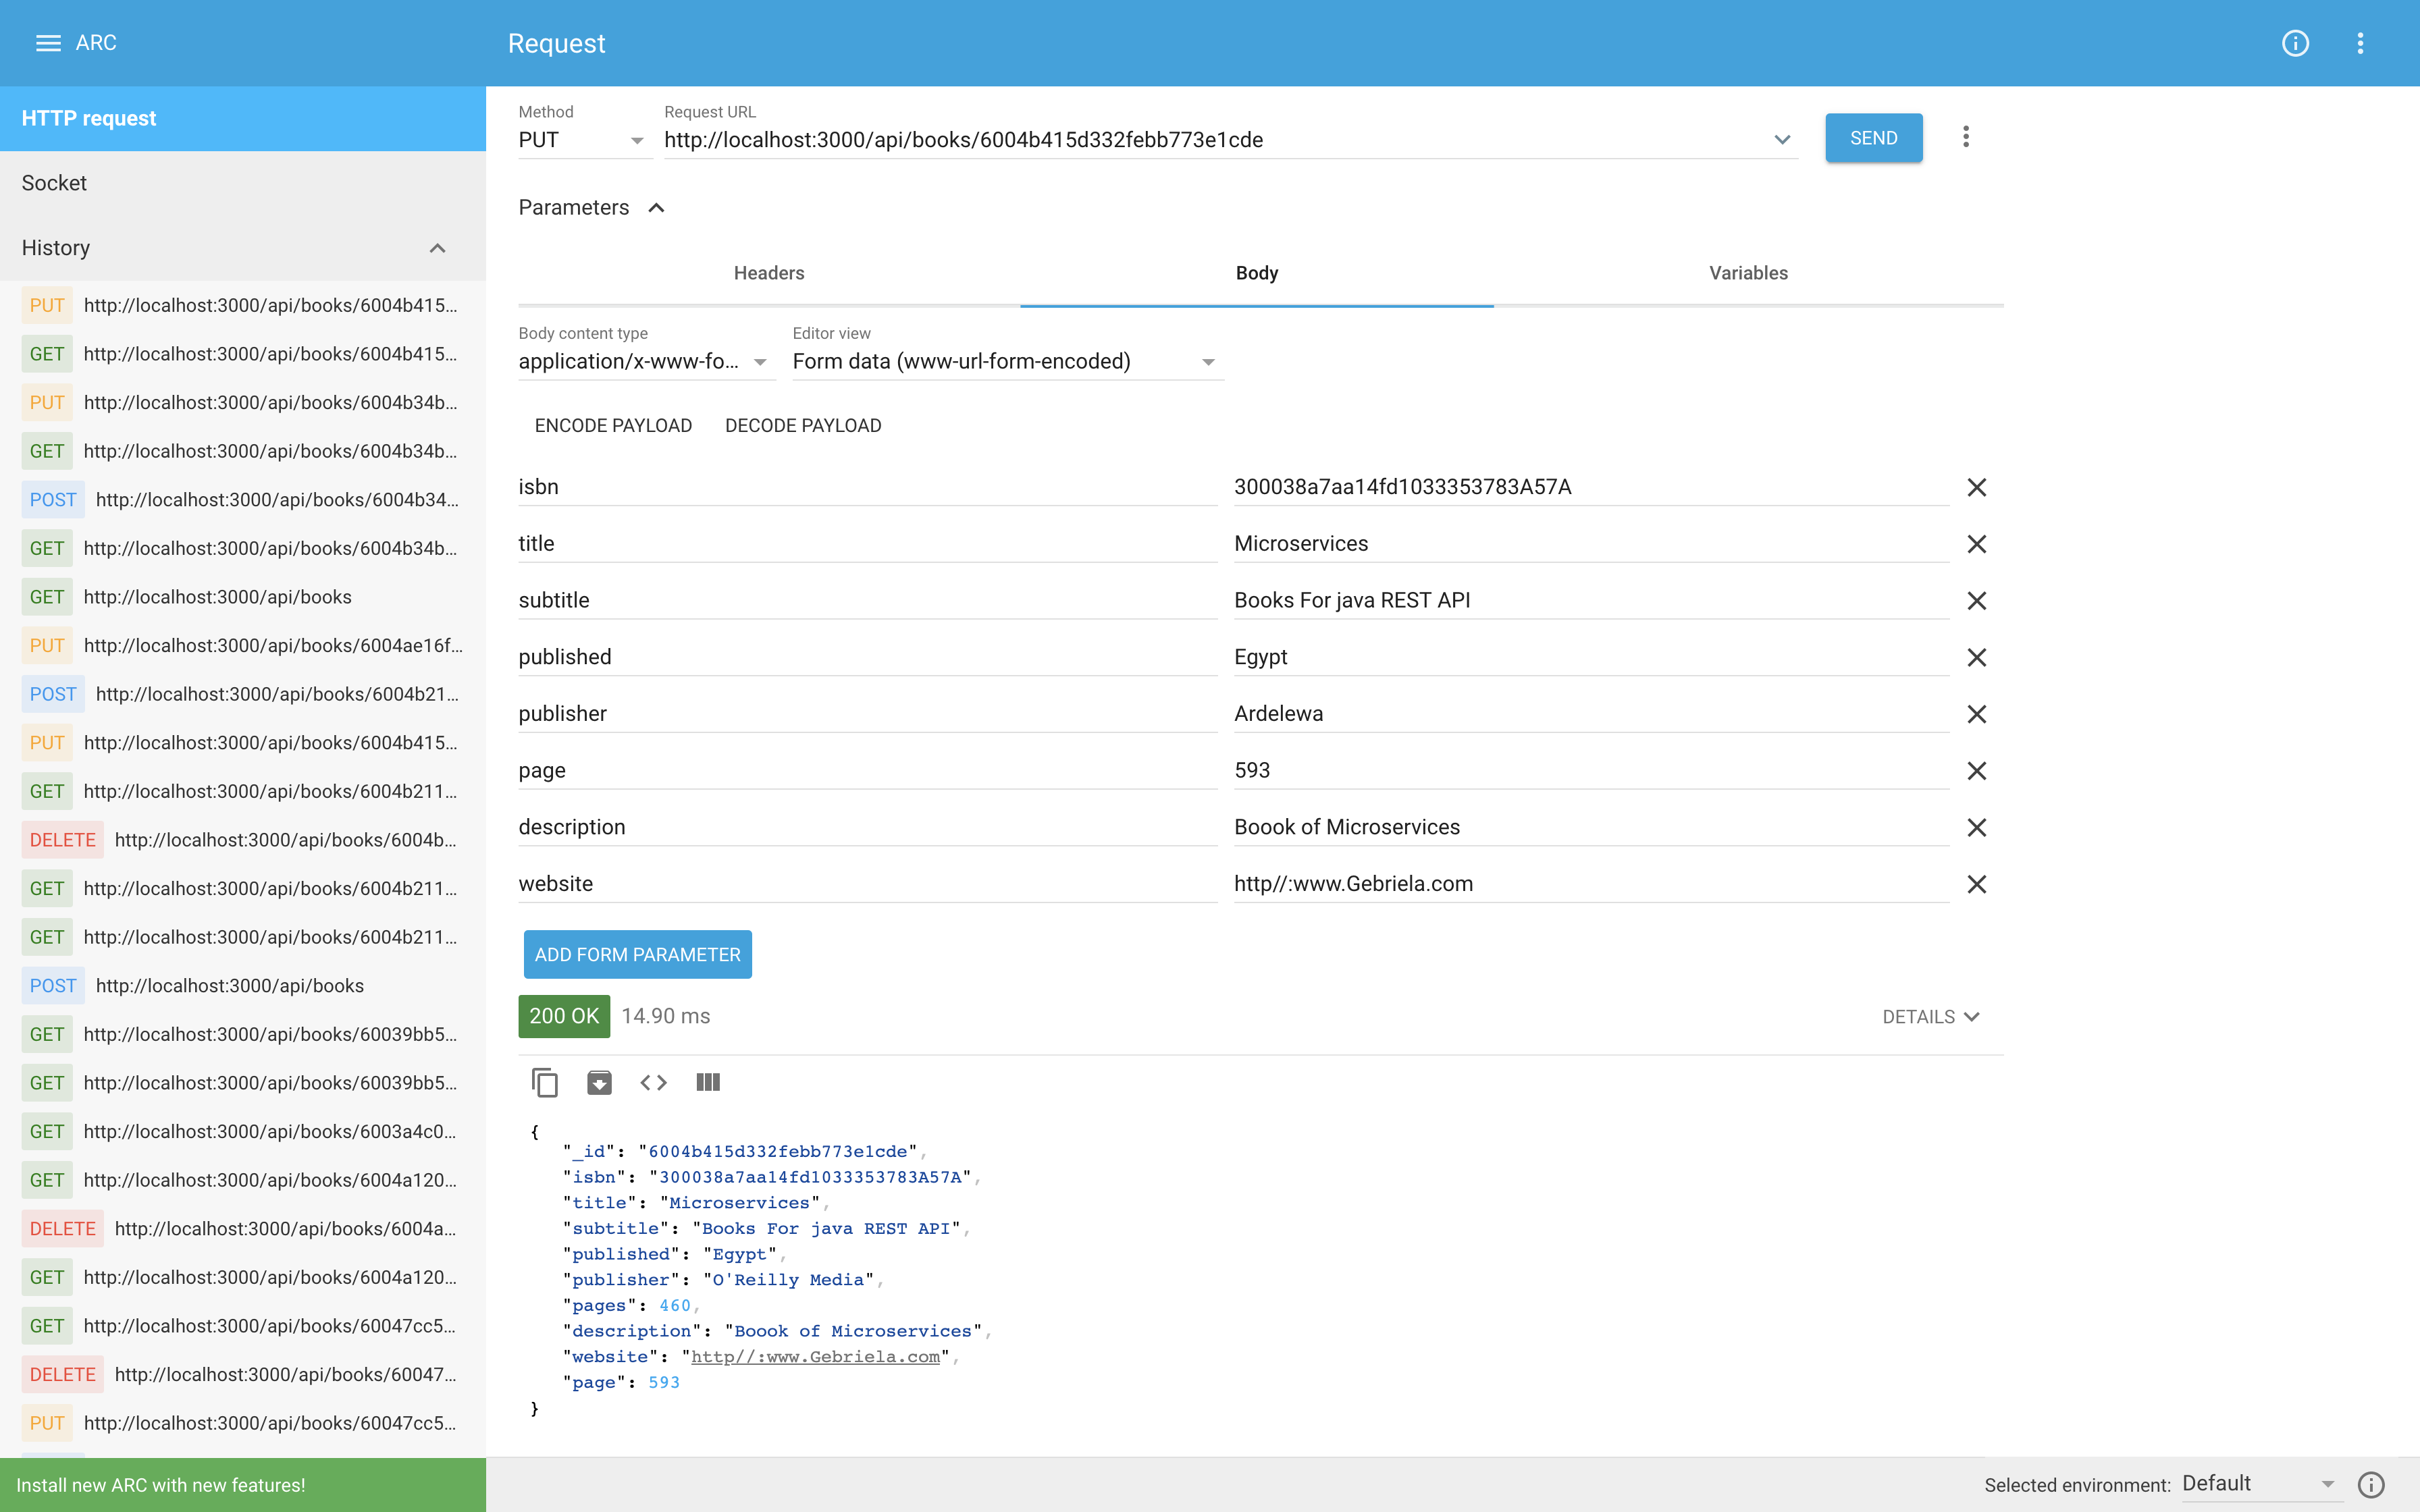 ARC
Request
HTTP request
Socket
History
PUT http://localhost:3000/api/books/6004b415...
GET http://localhost:3000/api/books/6004b415...
PUT http://localhost:3000/api/books/6004b34b...
GET http://localhost:3000/api/books/6004b34b...
POST http://localhost:3000/api/books/6004b34...
GET http://localhost:3000/api/books/6004b34b...
GET http://localhost:3000/api/books
PUT http://localhost:3000/api/books/6004ae16f...
POST http://localhost:3000/api/books/6004b21...
PUT http://localhost:3000/api/books/6004b415...
GET http://localhost:3000/api/books/6004b211...
DELETE http://localhost:3000/api/books/6004b...
GET http://localhost:3000/api/books/6004b211...
GET http://localhost:3000/api/books/6004b211...
POST http://localhost:3000/api/books
GET http://localhost:3000/api/books/60039bb5...
GET http://localhost:3000/api/books/60039bb5...
GET http://localhost:3000/api/books/6003a4c0...
GET http://localhost:3000/api/books/6004a120...
DELETE http://localhost:3000/api/books/6004a...
GET http://localhost:3000/api/books/6004a120...
GET http://localhost:3000/api/books/60047cc5...
DELETE http://localhost:3000/api/books/60047...
PUT http://localhost:3000/api/books/60047cc5...
Install new ARC with new features!
Method Request URL
PUT http://localhost:3000/api/books/6004b415d332febb773e1cde
SEND
Parameters
Headers Body Variables
Body content type Editor view
application/x-www-fo... Form data (www-url-form-encoded)
ENCODE PAYLOAD DECODE PAYLOAD
isbn 300038a7aa14fd1033353783A57A
title Microservices
subtitle Books For java REST API
published Egypt
publisher Ardelewa
page 593
description Boook of Microservices
website http//:www.Gebriela.com
ADD FORM PARAMETER
200 OK 14.90 ms DETAILS
{
"_id": "6004b415d332febb773e1cde",
"isbn": "300038a7aa14fd1033353783A57A",
"title": "Microservices",
"subtitle": "Books For java REST API",
"published": "Egypt",
"publisher": "O'Reilly Media",
"pages": 460,
"description": "Boook of Microservices",
"website": "http//:www.Gebriela.com",
"page": 593
}
Selected environment: Default